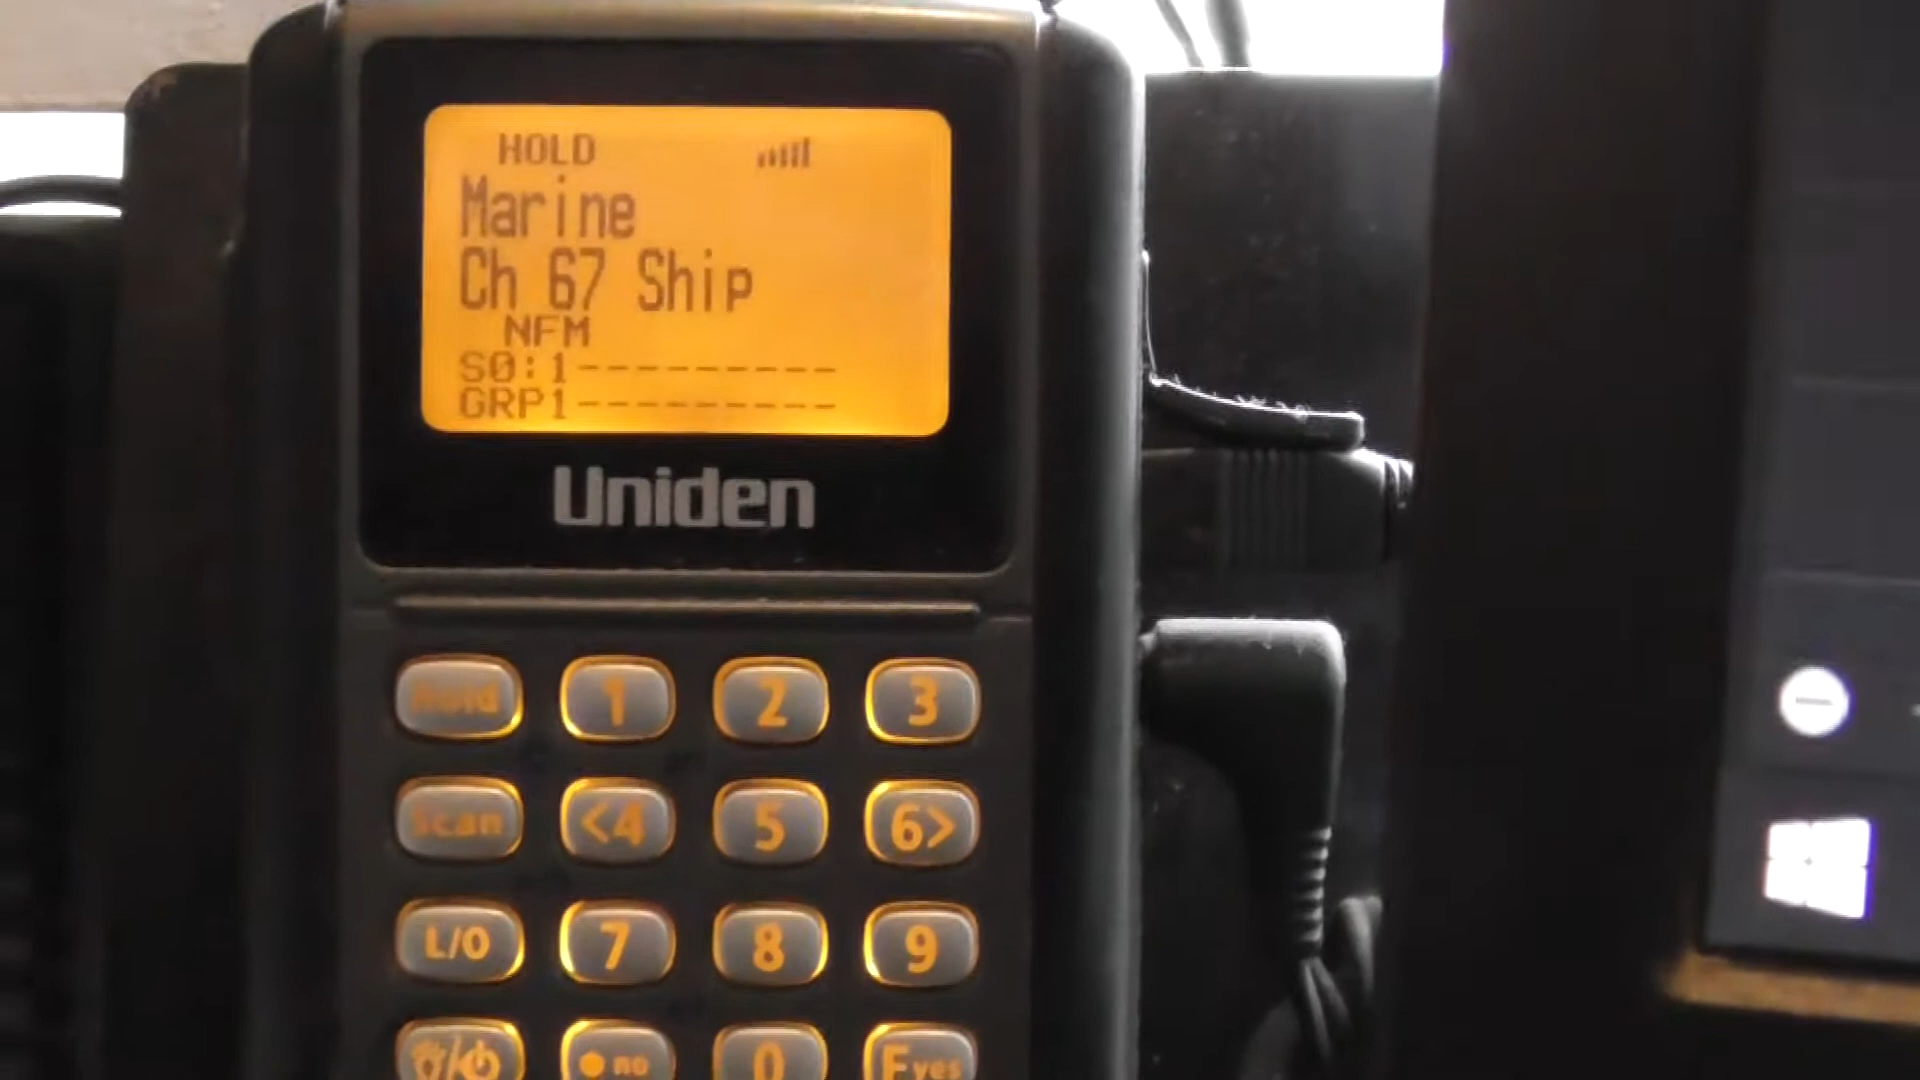 HOLD
Marine
Ch 67 Ship
NFM
S0:1---------
GRP1---------
Uniden
Hold 1 2 3
Scan <4 5 6>
L/O 7 8 9
no 0 Fyes